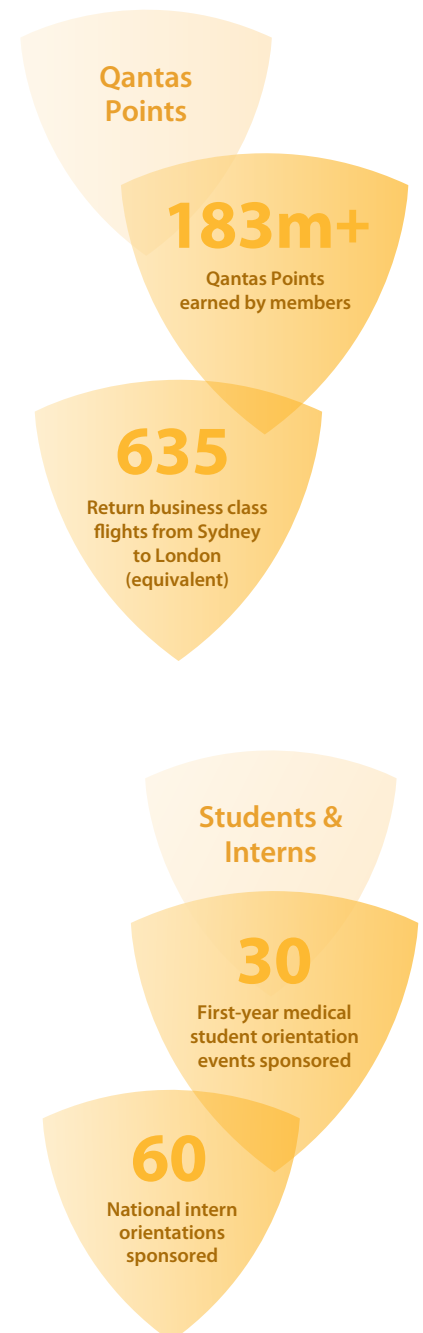 Qantas
Points
183m+
Qantas Points
earned by members
635
Return business class
flights from Sydney
to London
(equivalent)
Students &
Interns
30
First-year medical
student orientation
events sponsored
60
National intern
orientations
sponsored